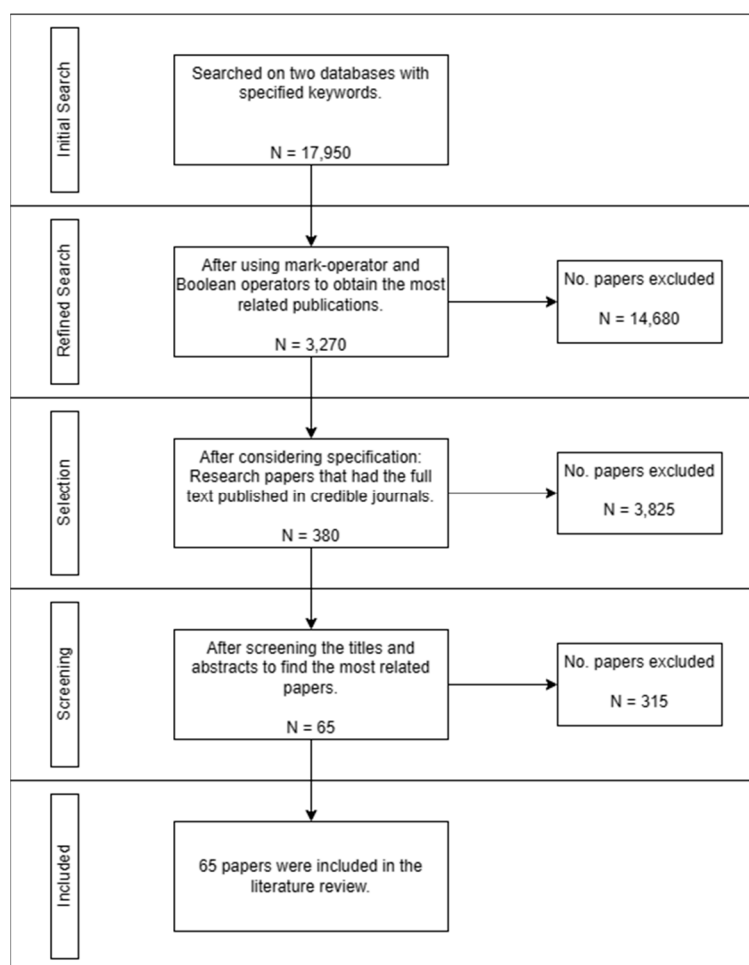 Initial Search
Searched on two databases with
specified keywords.
N = 17,950
Refined Search
After using mark-operator and
Boolean operators to obtain the most
related publications.
N = 3,270
No. papers excluded
N = 14,680
Selection
After considering specification:
Research papers that had the full
text published in credible journals.
N = 380
No. papers excluded
N = 3,825
Screening
After screening the titles and
abstracts to find the most related
papers.
N = 65
No. papers excluded
N = 315
Included
65 papers were included in the
literature review.